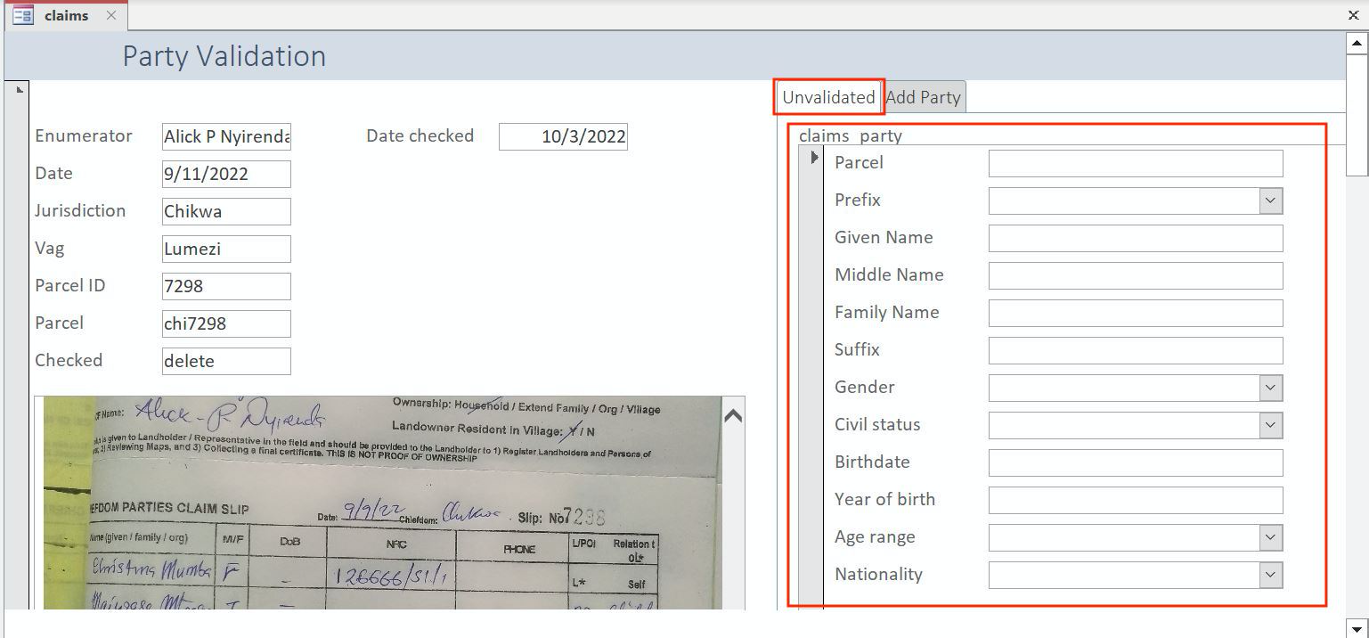 claims
Party Validation
Enumerator Alick P Nyirenda Date checked 10/3/2022
Date 9/11/2022
Jurisdiction Chikwa
Vag Lumezi
Parcel ID 7298
Parcel chi7298
Checked delete
OF Name: Alick - P Nyirenda
Ownership: Household / Extend Family / Org / Village
Landowner Resident in Village: Y / N
is given to Landholder / Representative in the field and should be provided to the Landholder to 1) Register Landholders and Persons of
2) Reviewing Maps, and 3) Collecting a final certificate. THIS IS NOT PROOF OF OWNERSHIP
EFDOM PARTIES CLAIM SLIP Date: 9/9/22 Chiefdom: Chikwa . Slip: No 7298
Name (given / family / org) M/F DoB NRC PHONE L/POI Relation t
oL*
Christina Mumba F - 126666/51/1 L* Self
Unvalidated Add Party
claims party
Parcel
Prefix
Given Name
Middle Name
Family Name
Suffix
Gender
Civil status
Birthdate
Year of birth
Age range
Nationality